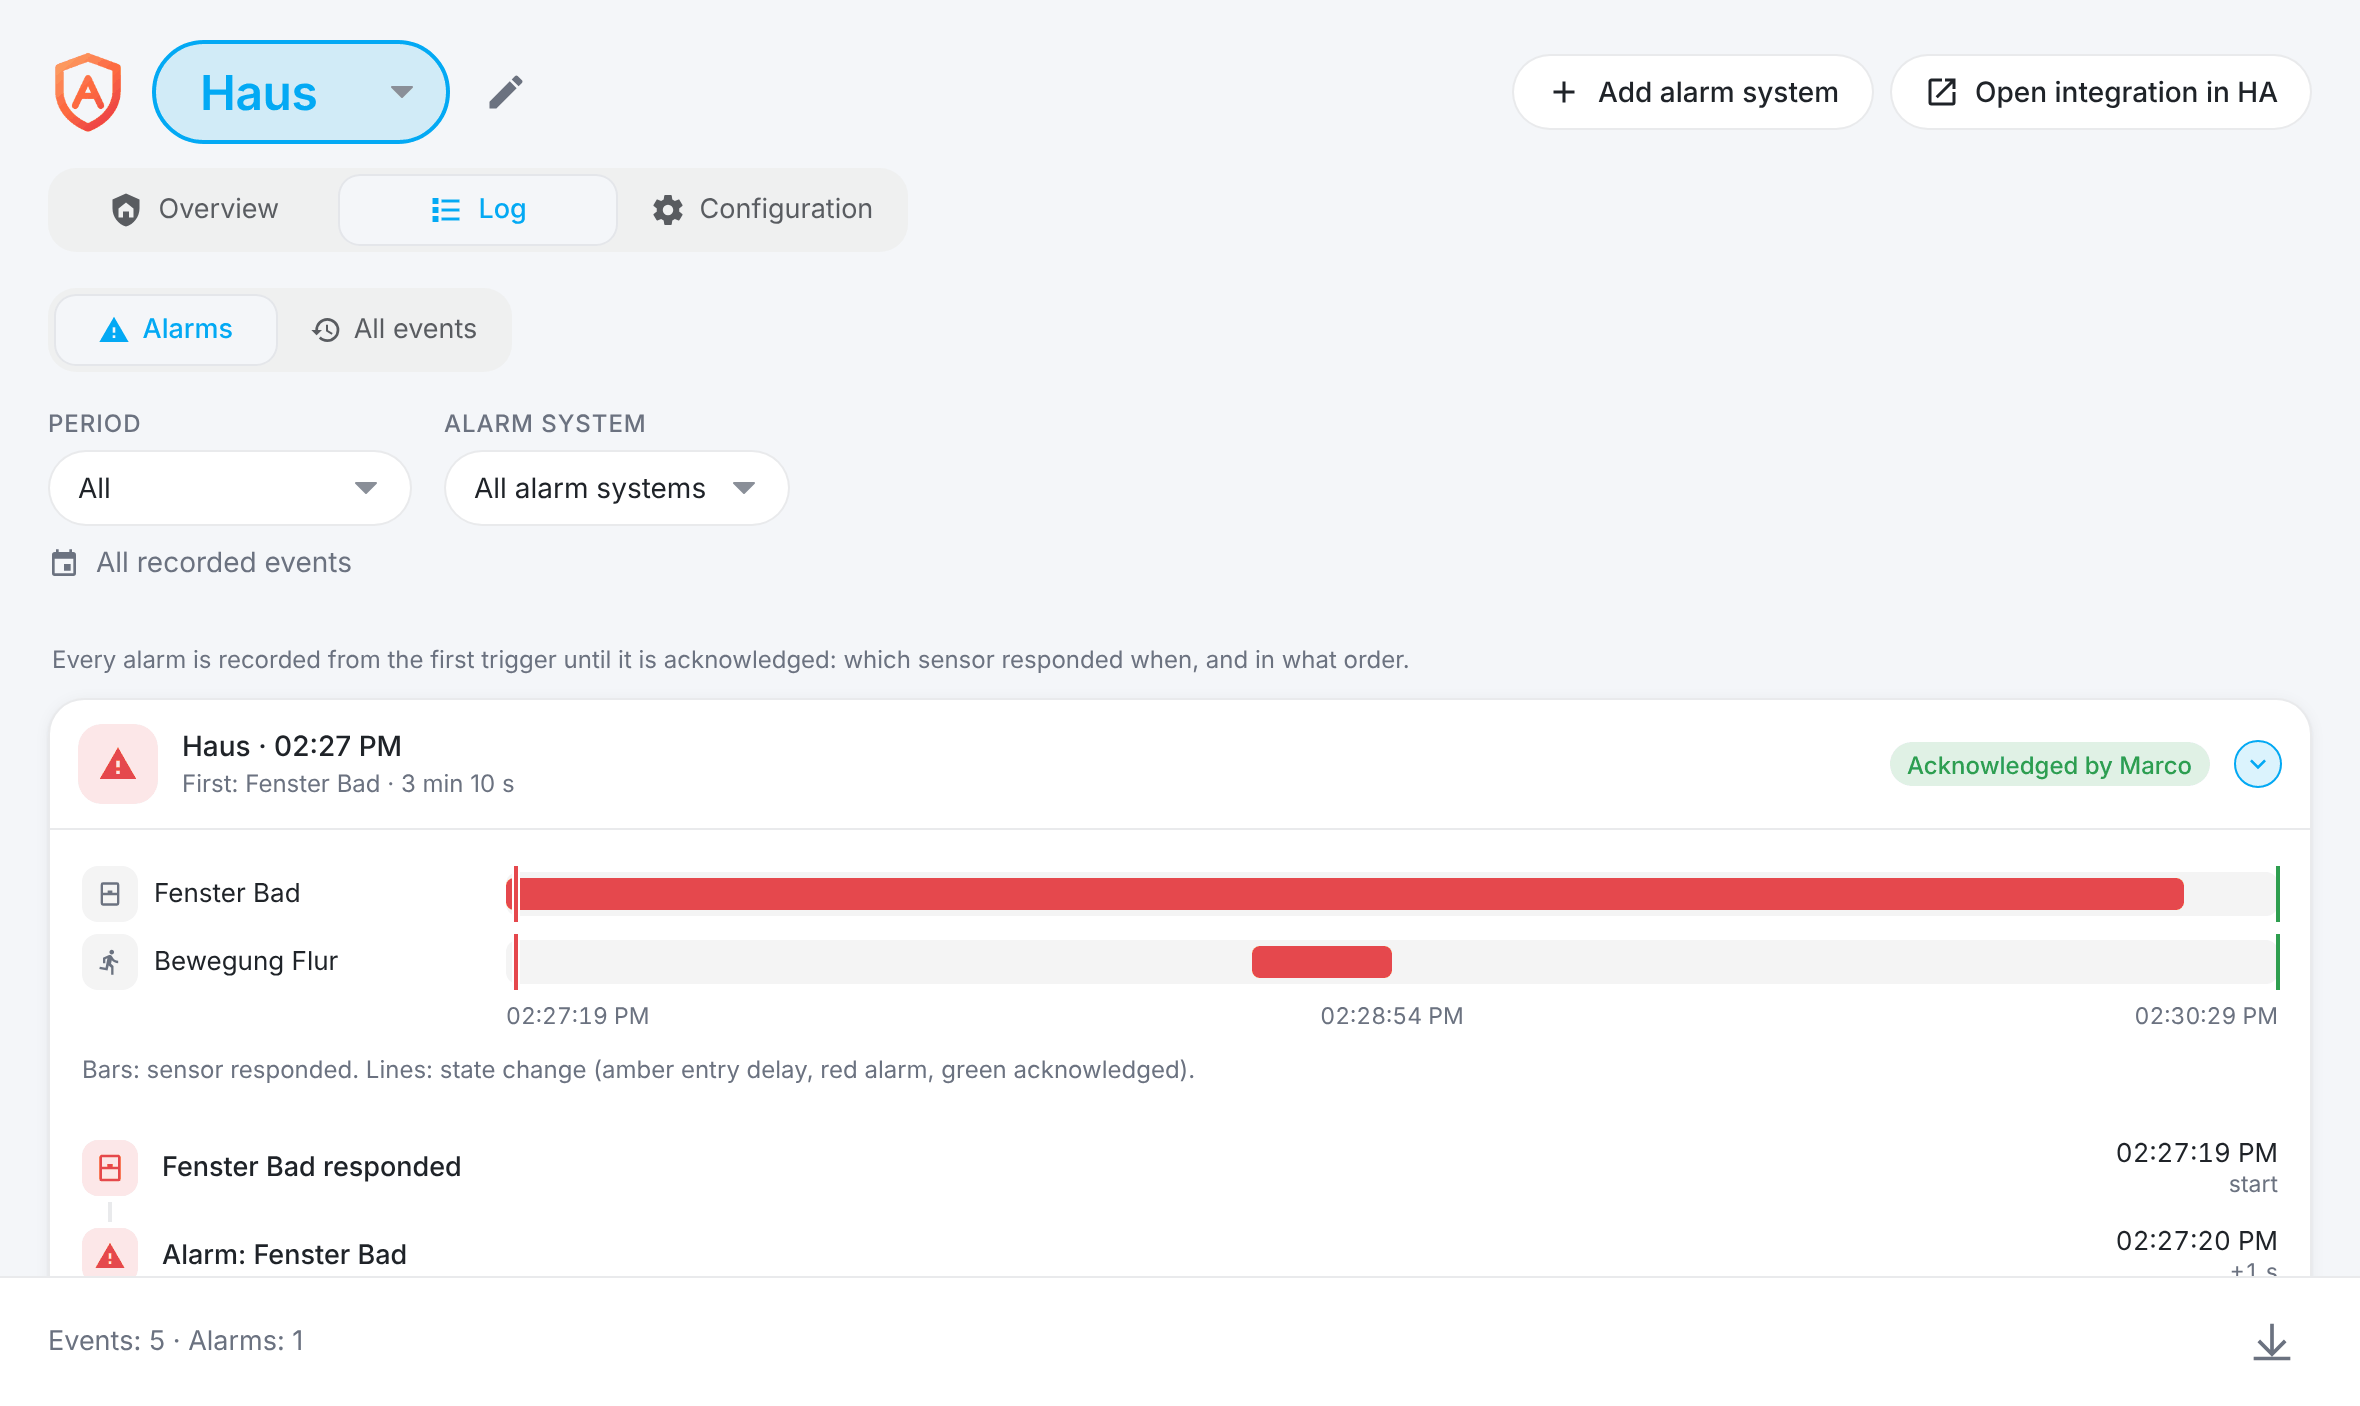 Haus
Add alarm system
Open integration in HA
Overview
Log
Configuration
Alarms
All events
PERIOD
ALARM SYSTEM
All
All alarm systems
All recorded events
Every alarm is recorded from the first trigger until it is acknowledged: which sensor responded when, and in what order.
Haus · 02:27 PM
First: Fenster Bad · 3 min 10 s
Acknowledged by Marco
Fenster Bad
Bewegung Flur
02:27:19 PM
02:28:54 PM
02:30:29 PM
Bars: sensor responded. Lines: state change (amber entry delay, red alarm, green acknowledged).
Fenster Bad responded
02:27:19 PM
start
Alarm: Fenster Bad
02:27:20 PM
+1 s
Events: 5 · Alarms: 1